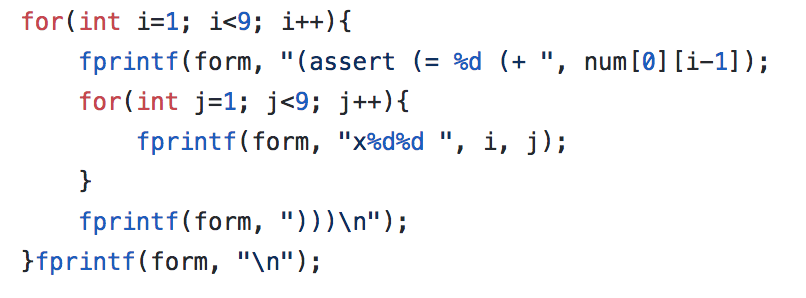 for(int i=1; i<9; i++){
    fprintf(form, "(assert (= %d (+ ", num[0][i-1]);
    for(int j=1; j<9; j++){
        fprintf(form, "x%d%d ", i, j);
    }
    fprintf(form, ")))\n");
}fprintf(form, "\n");